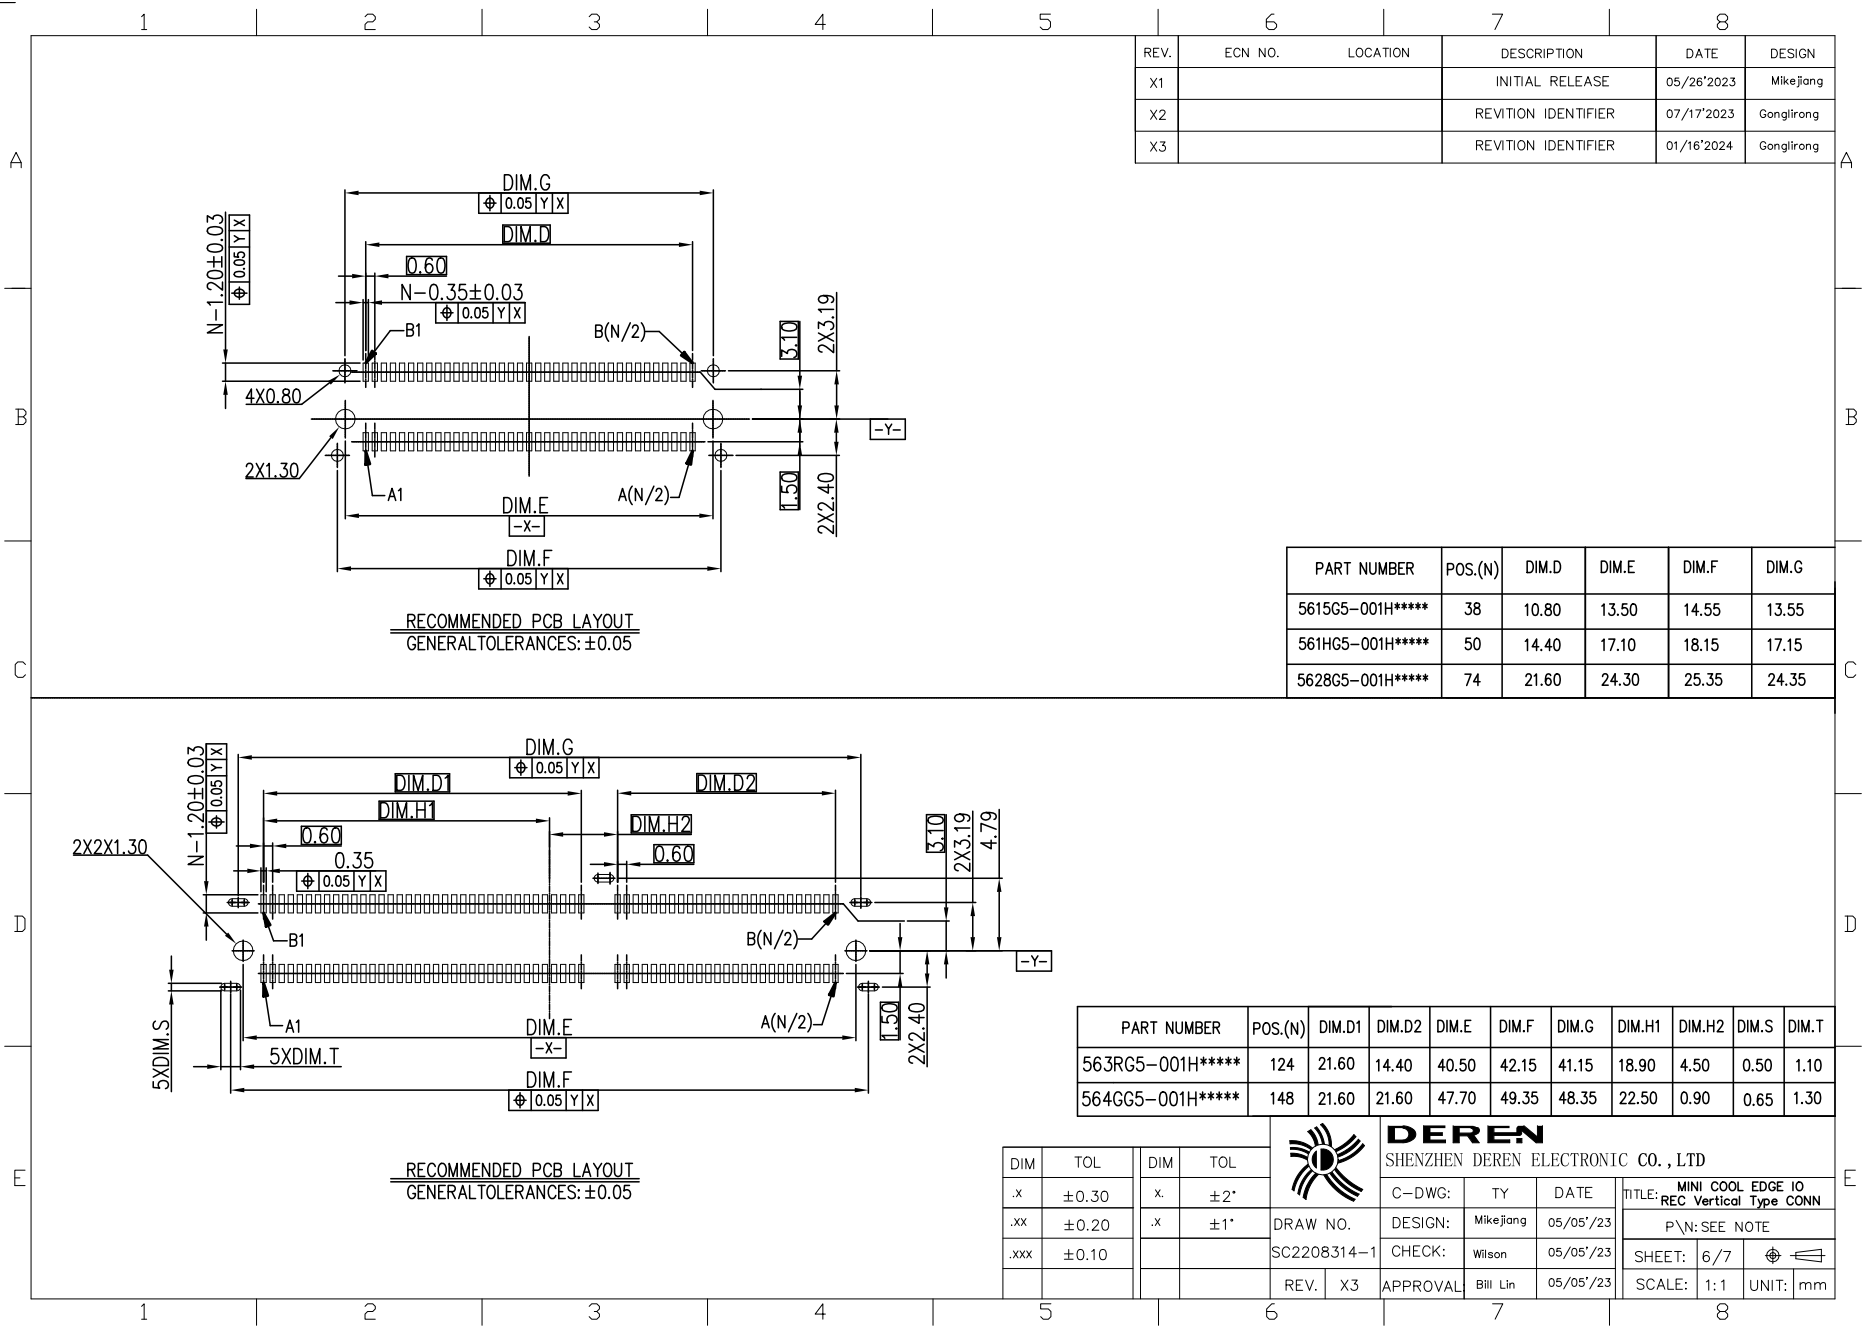 1 2 3 4 5 6 7 8
REV. ECN NO. LOCATION DESCRIPTION DATE DESIGN
X1 INITIAL RELEASE 05/26'2023 Mikejiang
X2 REVITION IDENTIFIER 07/17'2023 Gonglirong
X3 REVITION IDENTIFIER 01/16'2024 Gonglirong
A A
DIM.G
⌖ 0.05 Y X
DIM.D
0.60
N-0.35±0.03
⌖ 0.05 Y X
N-1.20±0.03
⌖ 0.05 Y X
B1
B(N/2)
3.10
2X3.19
4X0.80
B B
-Y-
2X1.30
A1
A(N/2)
1.50
2X2.40
DIM.E
-X-
DIM.F
⌖ 0.05 Y X
RECOMMENDED PCB LAYOUT
GENERALTOLERANCES: ±0.05
PART NUMBER POS.(N) DIM.D DIM.E DIM.F DIM.G
5615G5-001H***** 38 10.80 13.50 14.55 13.55
561HG5-001H***** 50 14.40 17.10 18.15 17.15
5628G5-001H***** 74 21.60 24.30 25.35 24.35
C C
DIM.G
⌖ 0.05 Y X
DIM.D1
DIM.D2
DIM.H1
DIM.H2
0.60
0.60
0.35
⌖ 0.05 Y X
N-1.20±0.03
⌖ 0.05 Y X
2X2X1.30
3.10
2X3.19
4.79
D D
B1
B(N/2)
-Y-
A1
A(N/2)
1.50
2X2.40
5XDIM.S
5XDIM.T
DIM.E
-X-
DIM.F
⌖ 0.05 Y X
RECOMMENDED PCB LAYOUT
GENERALTOLERANCES: ±0.05
PART NUMBER POS.(N) DIM.D1 DIM.D2 DIM.E DIM.F DIM.G DIM.H1 DIM.H2 DIM.S DIM.T
563RG5-001H***** 124 21.60 14.40 40.50 42.15 41.15 18.90 4.50 0.50 1.10
564GG5-001H***** 148 21.60 21.60 47.70 49.35 48.35 22.50 0.90 0.65 1.30
E E
DIM TOL DIM TOL
.X ±0.30 X. ±2°
.XX ±0.20 .X ±1°
.XXX ±0.10
DEREN
SHENZHEN DEREN ELECTRONIC CO.,LTD
DRAW NO.
SC2208314-1
REV. X3
C-DWG: TY DATE
DESIGN: Mikejiang 05/05'/23
CHECK: Wilson 05/05'/23
APPROVAL: Bill Lin 05/05'/23
TITLE: MINI COOL EDGE IO
REC Vertical Type CONN
P\N: SEE NOTE
SHEET: 6/7
SCALE: 1:1 UNIT: mm
1 2 3 4 5 6 7 8